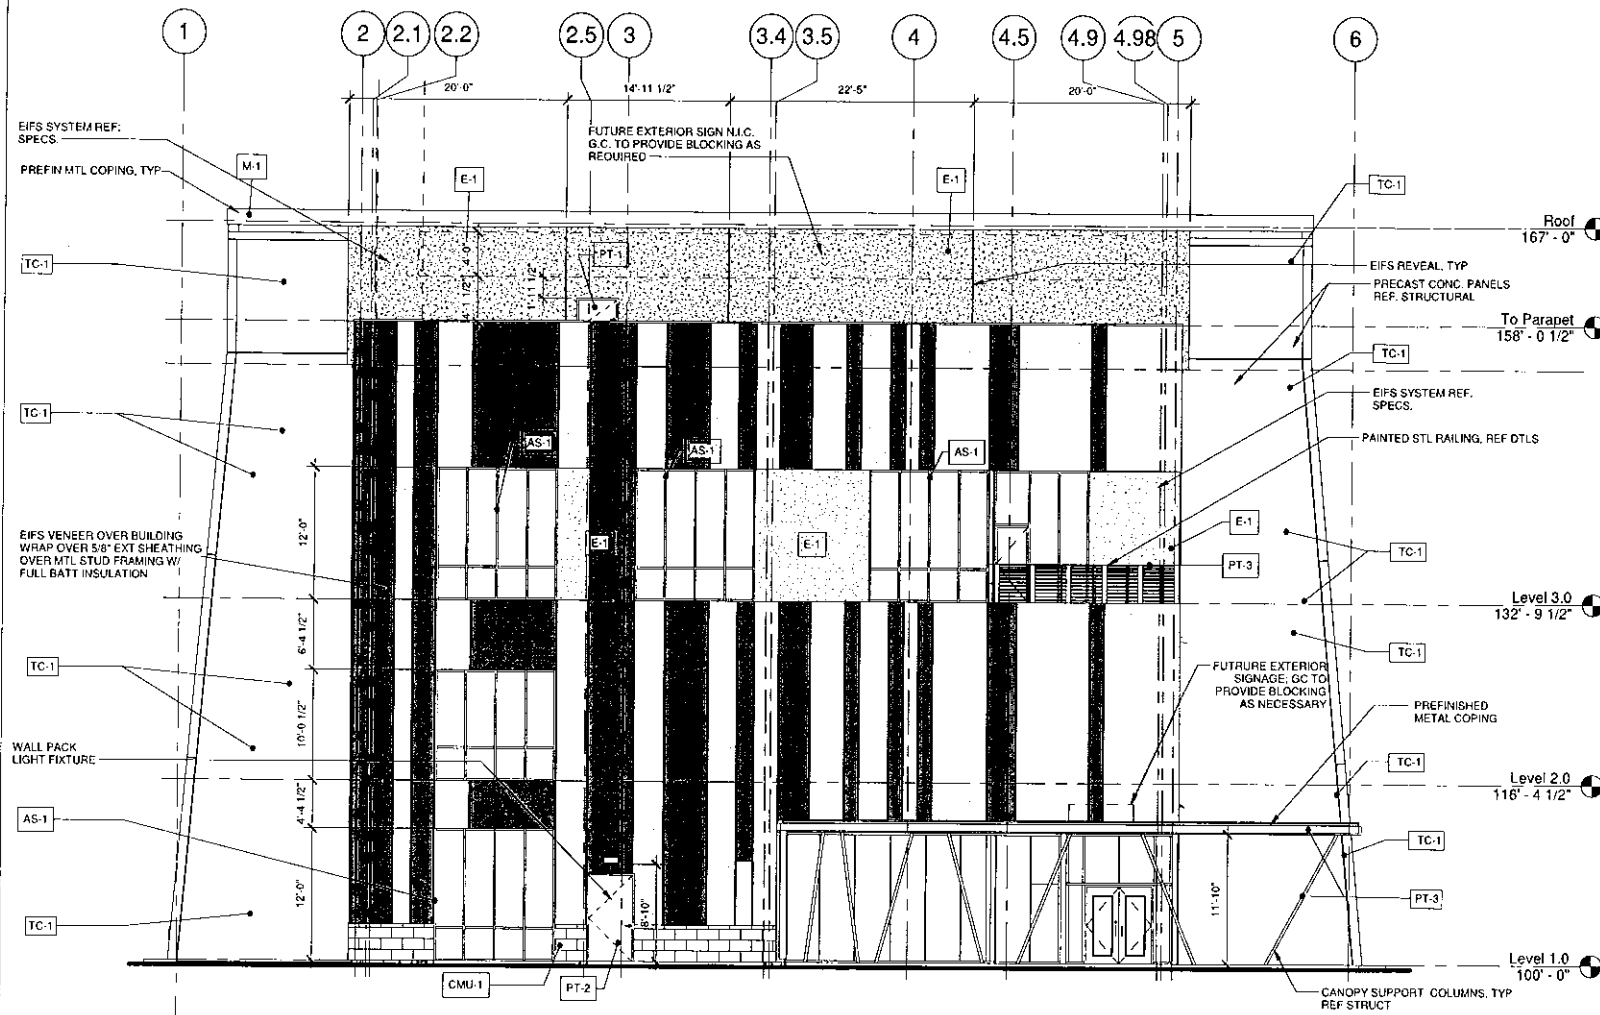 1
2
2.1
2.2
2.5
3
3.4
3.5
4
4.5
4.9
4.98
5
6
20'-0"
14'-11 1/2"
22'-5"
20'-0"
EIFS SYSTEM REF:
SPECS.
PREFIN MTL COPING, TYP
M-1
E-1
FUTURE EXTERIOR SIGN N.I.C.
G.C. TO PROVIDE BLOCKING AS
REQUIRED
E-1
TC-1
Roof
167' - 0"
TC-1
4'-0"
PT-1
1'-11 1/2"
EIFS REVEAL, TYP
PRECAST CONC. PANELS
REF. STRUCTURAL
To Parapet
158' - 0 1/2"
TC-1
EIFS SYSTEM REF.
SPECS.
TC-1
AS-1
AS-1
AS-1
PAINTED STL RAILING, REF DTLS
12'-0"
EIFS VENEER OVER BUILDING
WRAP OVER 5/8" EXT SHEATHING
OVER MTL STUD FRAMING W/
FULL BATT INSULATION
E-1
E-1
E-1
TC-1
PT-3
Level 3.0
132' - 9 1/2"
6'-4 1/2"
TC-1
TC-1
FUTRURE EXTERIOR
SIGNAGE; GC TO
PROVIDE BLOCKING
AS NECESSARY
10'-0 1/2"
PREFINISHED
METAL COPING
WALL PACK
LIGHT FIXTURE
TC-1
Level 2.0
116' - 4 1/2"
4'-4 1/2"
AS-1
TC-1
12'-0"
8'-10"
11'-10"
PT-3
TC-1
Level 1.0
100' - 0"
CMU-1
PT-2
CANOPY SUPPORT COLUMNS, TYP
REF STRUCT